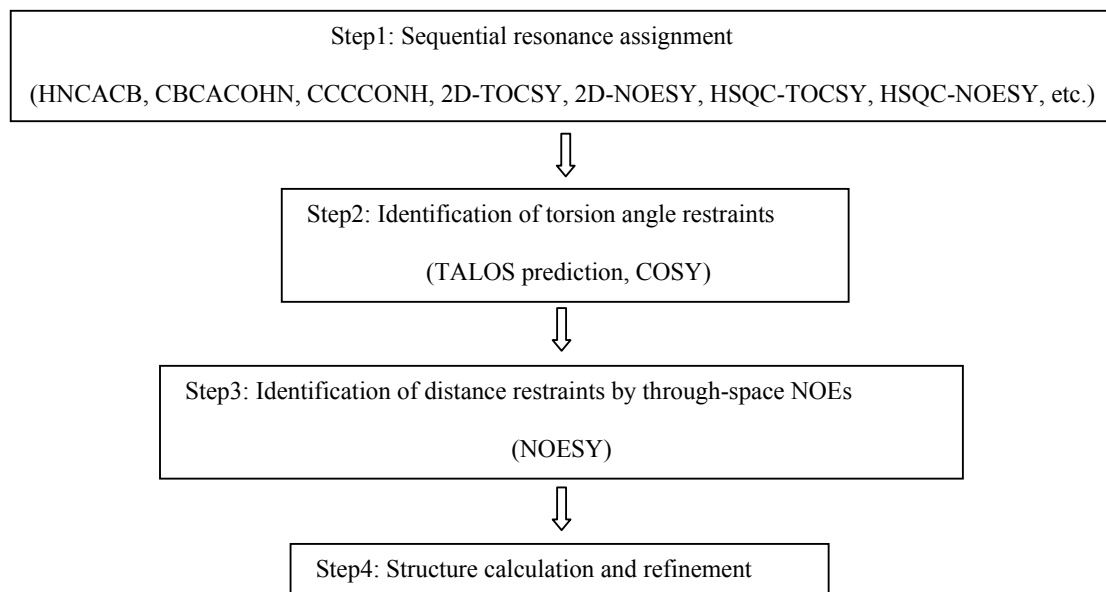 Step1: Sequential resonance assignment
(HNCACB, CBCACOHN, CCCCONH, 2D-TOCSY, 2D-NOESY, HSQC-TOCSY, HSQC-NOESY, etc.)
Step2: Identification of torsion angle restraints
(TALOS prediction, COSY)
Step3: Identification of distance restraints by through-space NOEs
(NOESY)
Step4: Structure calculation and refinement